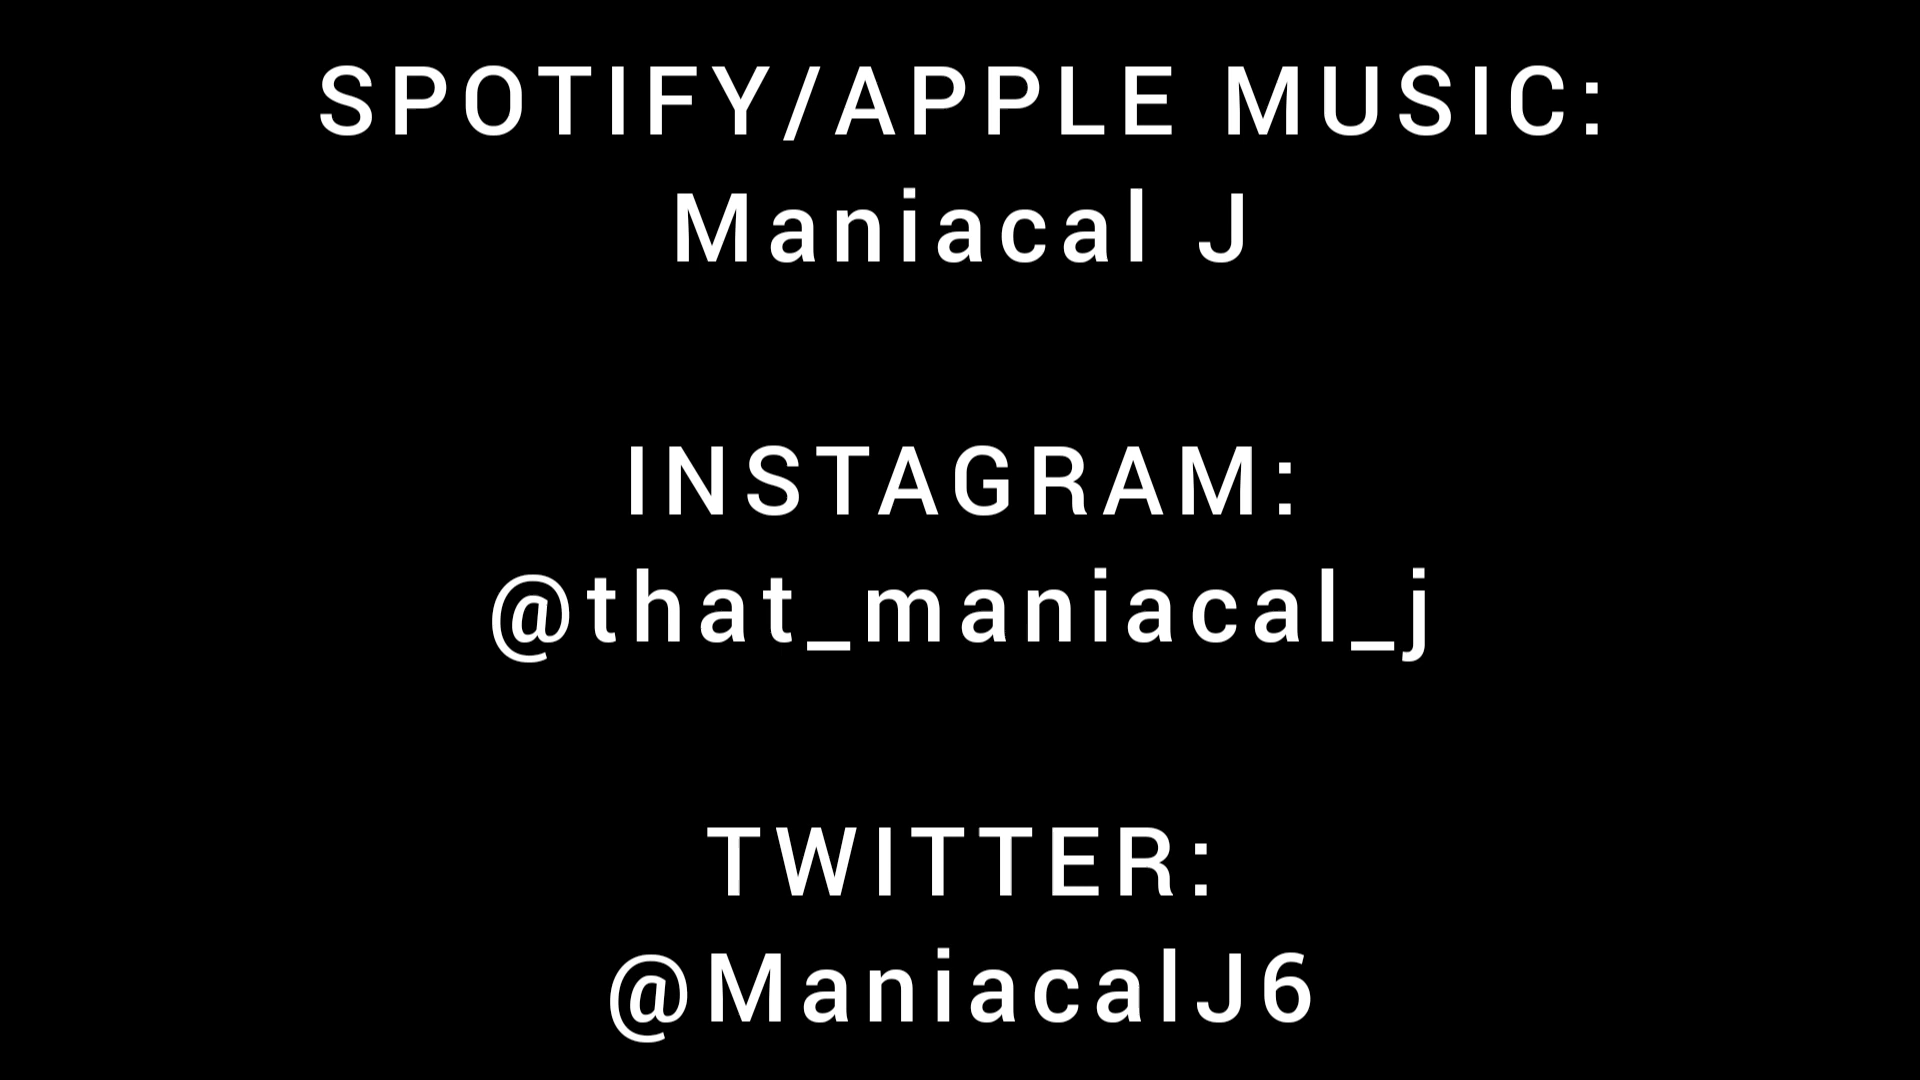 SPOTIFY/APPLE MUSIC:
Maniacal J
INSTAGRAM:
@that_maniacal_j
TWITTER:
@ManiacalJ6